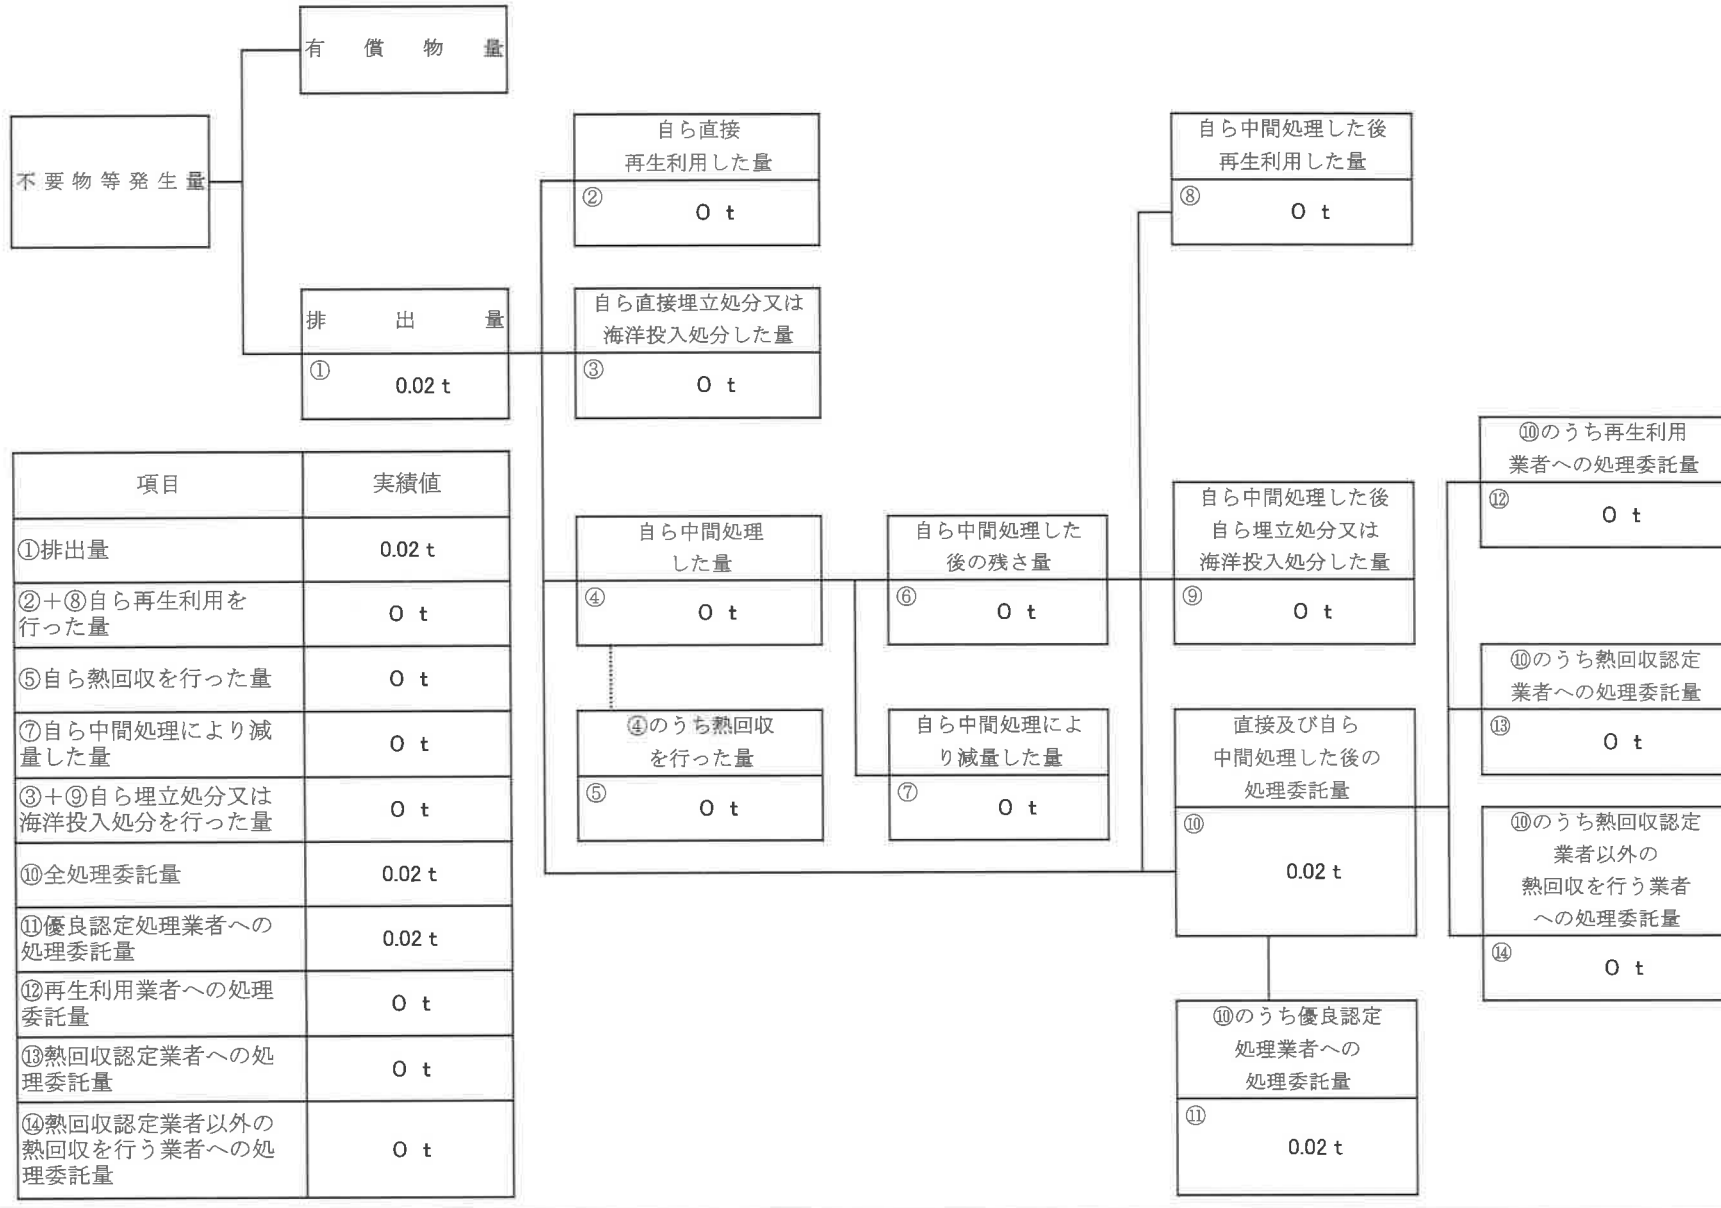 有償物量
不要物等発生量
排出量
①
0.02 t
自ら直接
再生利用した量
②
0 t
自ら直接埋立処分又は
海洋投入処分した量
③
0 t
自ら中間処理
した量
④
0 t
④のうち熱回収
を行った量
⑤
0 t
自ら中間処理した
後の残さ量
⑥
0 t
自ら中間処理によ
り減量した量
⑦
0 t
自ら中間処理した後
再生利用した量
⑧
0 t
自ら中間処理した後
自ら埋立処分又は
海洋投入処分した量
⑨
0 t
直接及び自ら
中間処理した後の
処理委託量
⑩
0.02 t
⑩のうち優良認定
処理業者への
処理委託量
⑪
0.02 t
⑩のうち再生利用
業者への処理委託量
⑫
0 t
⑩のうち熱回収認定
業者への処理委託量
⑬
0 t
⑩のうち熱回収認定
業者以外の
熱回収を行う業者
への処理委託量
⑭
0 t
項目 実績値
①排出量 0.02 t
②＋⑧自ら再生利用を
行った量
0 t
⑤自ら熱回収を行った量 0 t
⑦自ら中間処理により減
量した量
0 t
③＋⑨自ら埋立処分又は
海洋投入処分を行った量
0 t
⑩全処理委託量 0.02 t
⑪優良認定処理業者への
処理委託量
0.02 t
⑫再生利用業者への処理
委託量
0 t
⑬熱回収認定業者への処
理委託量
0 t
⑭熱回収認定業者以外の
熱回収を行う業者への処
理委託量
0 t